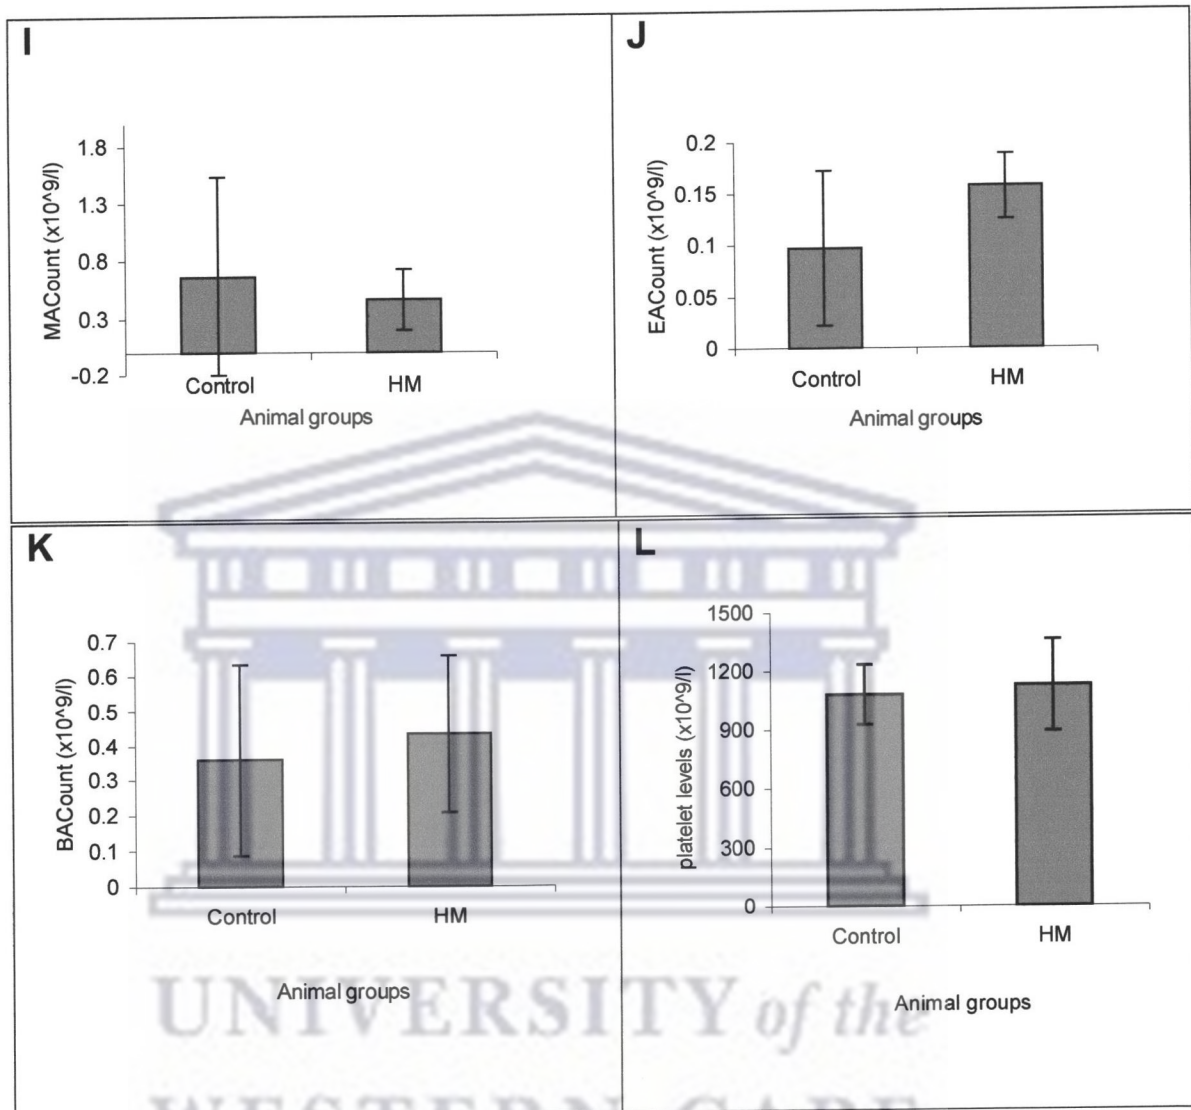 I
MACount (x10^9/l)
1.8
1.3
0.8
0.3
-0.2
Control HM
Animal groups
J
EACount (x10^9/l)
0.2
0.15
0.1
0.05
0
Control HM
Animal groups
K
BACount (x10^9/l)
0.7
0.6
0.5
0.4
0.3
0.2
0.1
0
Control HM
Animal groups
L
platelet levels (x10^9/l)
1500
1200
900
600
300
0
Control HM
Animal groups
UNIVERSITY of the
WESTERN CAPE